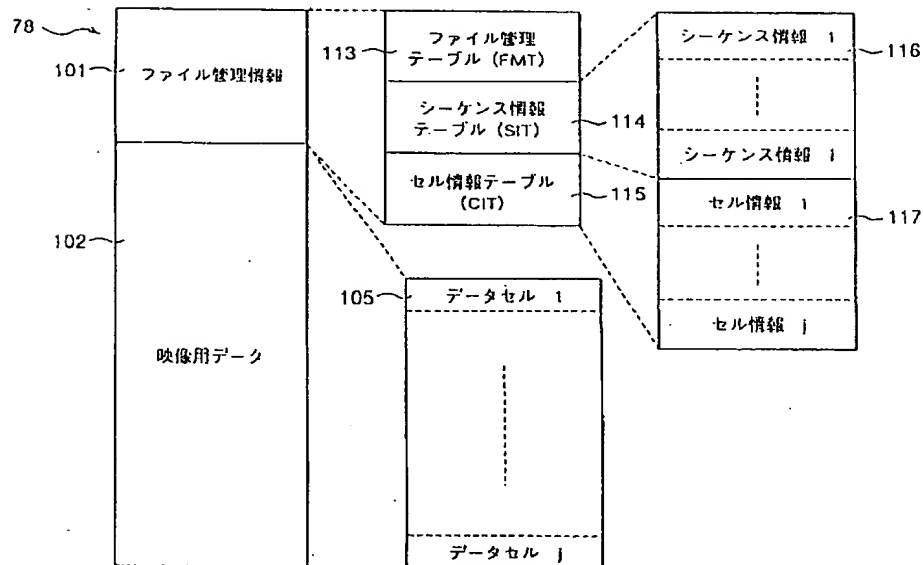 78
101
ファイル管理情報
102
映像用データ
113
ファイル管理
テーブル (FMT)
シーケンス情報
テーブル (SIT)
114
セル情報テーブル
(CIT)
115
シーケンス情報 1
116
シーケンス情報 i
セル情報 1
117
セル情報 j
105
データセル 1
データセル j